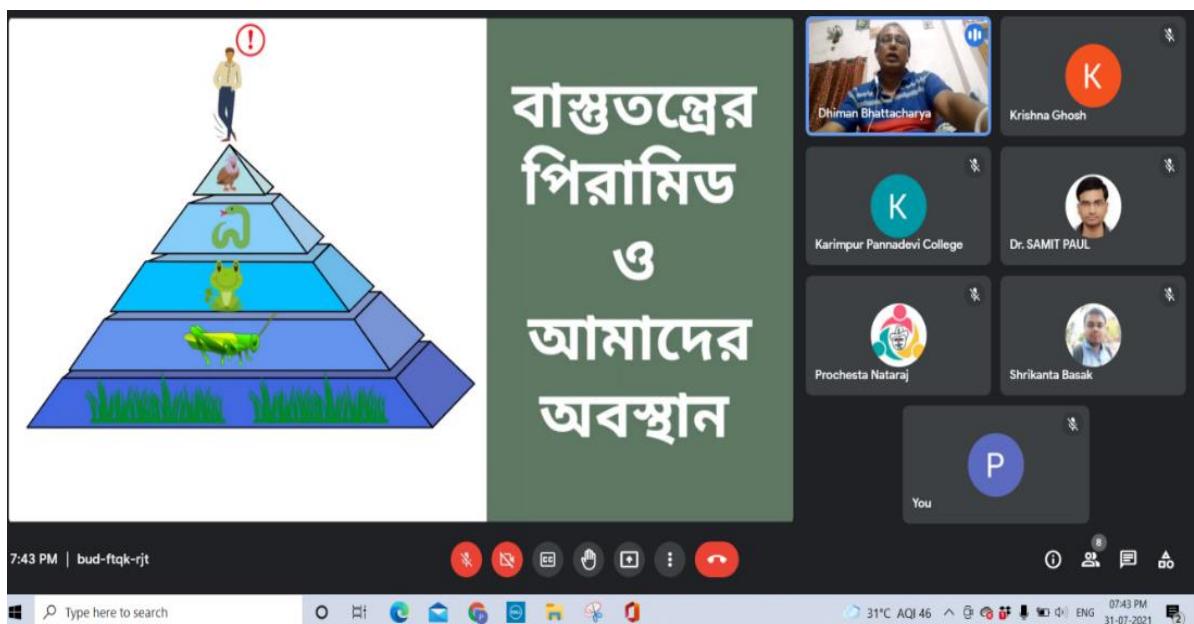 বাস্তুতন্ত্রের
পিরামিড
ও
আমাদের
অবস্থান
Dhiman Bhattacharya
K
Krishna Ghosh
K
Karimpur Pannadevi College
Dr. SAMIT PAUL
Prochesta Nataraj
Shrikanta Basak
P
You
7:43 PM | bud-ftqk-rjt
CC
8
Type here to search
31°C AQI 46
ENG
07:43 PM
31-07-2021
2